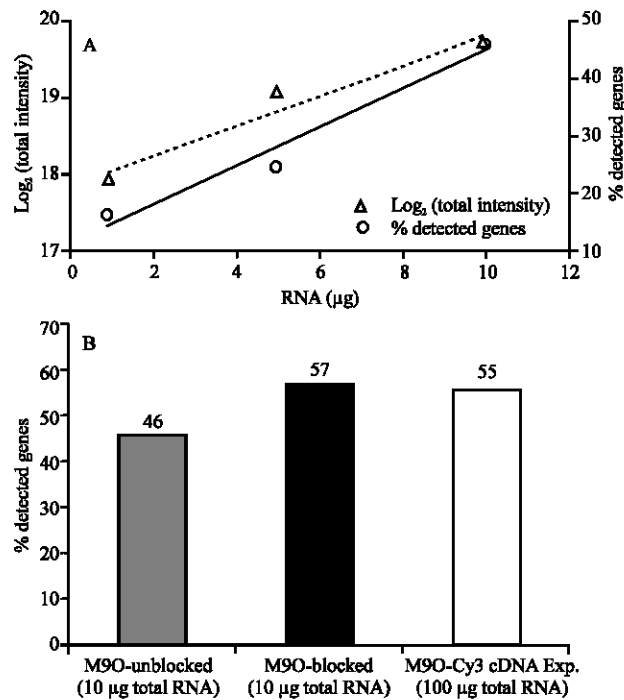 A
20
19
18
17
Log₂ (total intensity)
50
40
30
20
10
% detected genes
Log₂ (total intensity)
% detected genes
0
2
4
6
8
10
12
RNA (µg)
B
70
60
50
40
30
20
10
0
% detected genes
46
57
55
M9O-unblocked
(10 µg total RNA)
M9O-blocked
(10 µg total RNA)
M9O-Cy3 cDNA Exp.
(100 µg total RNA)